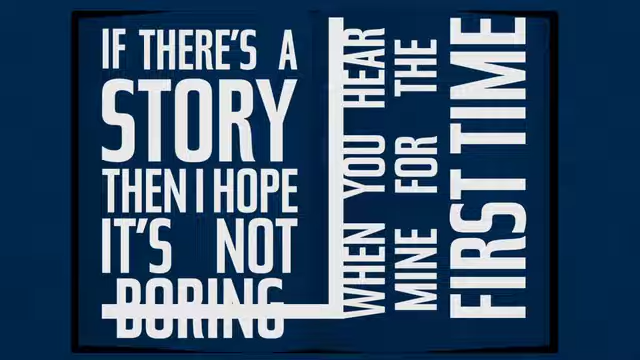 IF THERE'S A
STORY
THEN I HOPE
IT'S NOT
BORING
WHEN YOU HEAR
MINE FOR THE
FIRST TIME